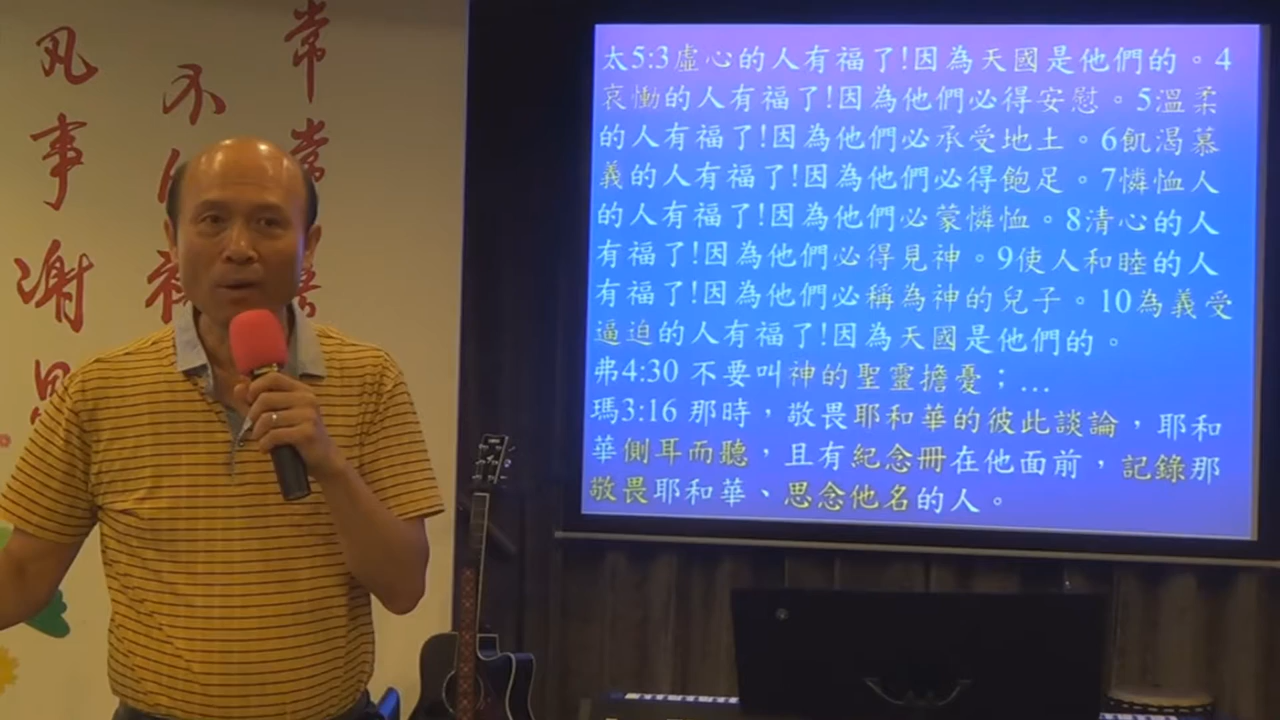 常常
不
凡事謝
太5:3虛心的人有福了!因為天國是他們的。4
哀慟的人有福了!因為他們必得安慰。5溫柔
的人有福了!因為他們必承受地土。6飢渴慕
義的人有福了!因為他們必得飽足。7憐恤人
的人有福了!因為他們必蒙憐恤。8清心的人
有福了!因為他們必得見神。9使人和睦的人
有福了!因為他們必稱為神的兒子。10為義受
逼迫的人有福了!因為天國是他們的。
弗4:30 不要叫神的聖靈擔憂；…
瑪3:16 那時，敬畏耶和華的彼此談論，耶和
華側耳而聽，且有紀念冊在他面前，記錄那
敬畏耶和華、思念他名的人。